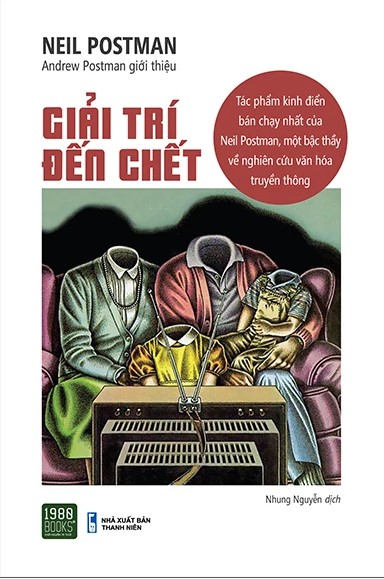 NEIL POSTMAN
Andrew Postman giới thiệu
GIẢI TRÍ
ĐẾN CHẾT
Tác phẩm kinh điển
bán chạy nhất của
Neil Postman, một bậc thầy
về nghiên cứu văn hóa
truyền thông
Nhung Nguyễn dịch
1980
BOOKS
NHÀ XUẤT BẢN
THANH NIÊN